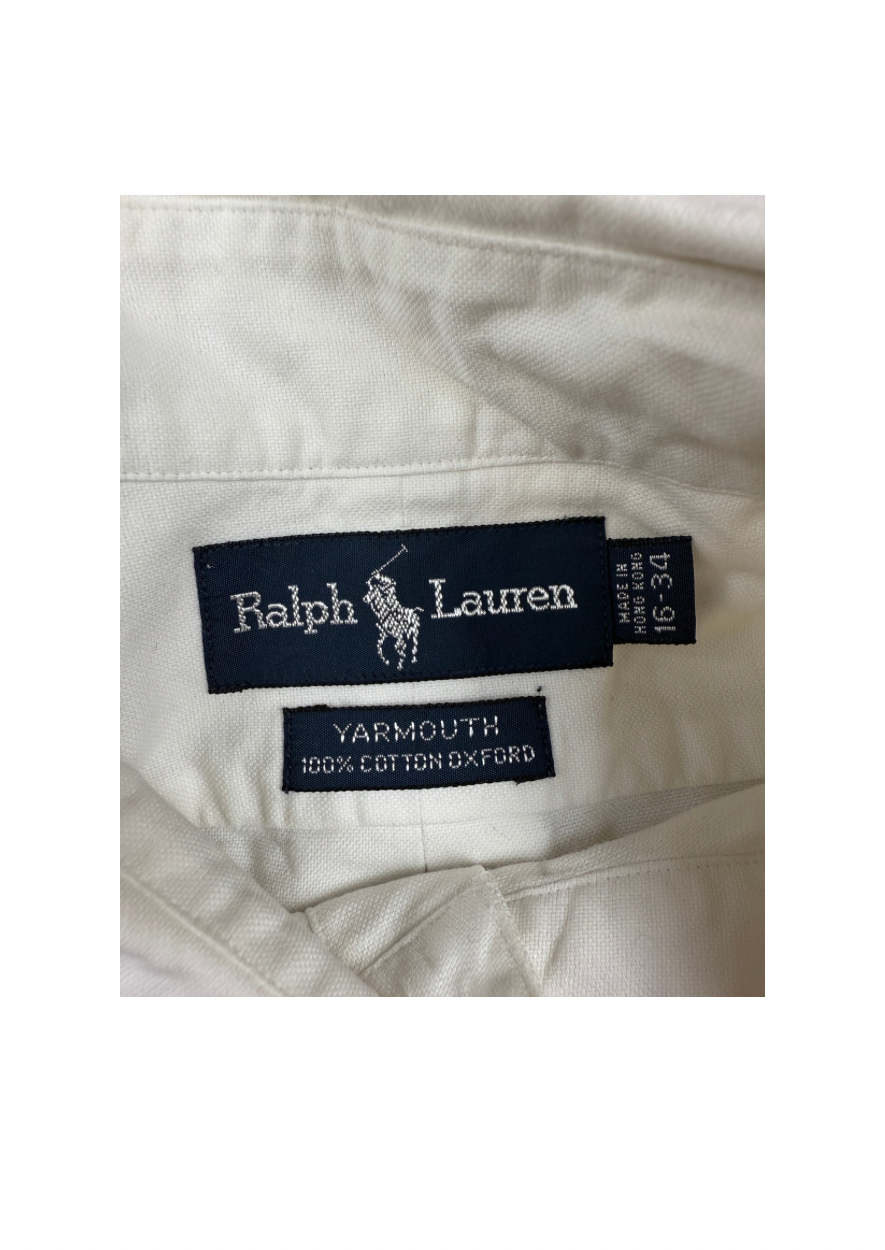 Ralph Lauren
MADE IN
HONG KONG
16-34
YARMOUTH
100% COTTON OXFORD